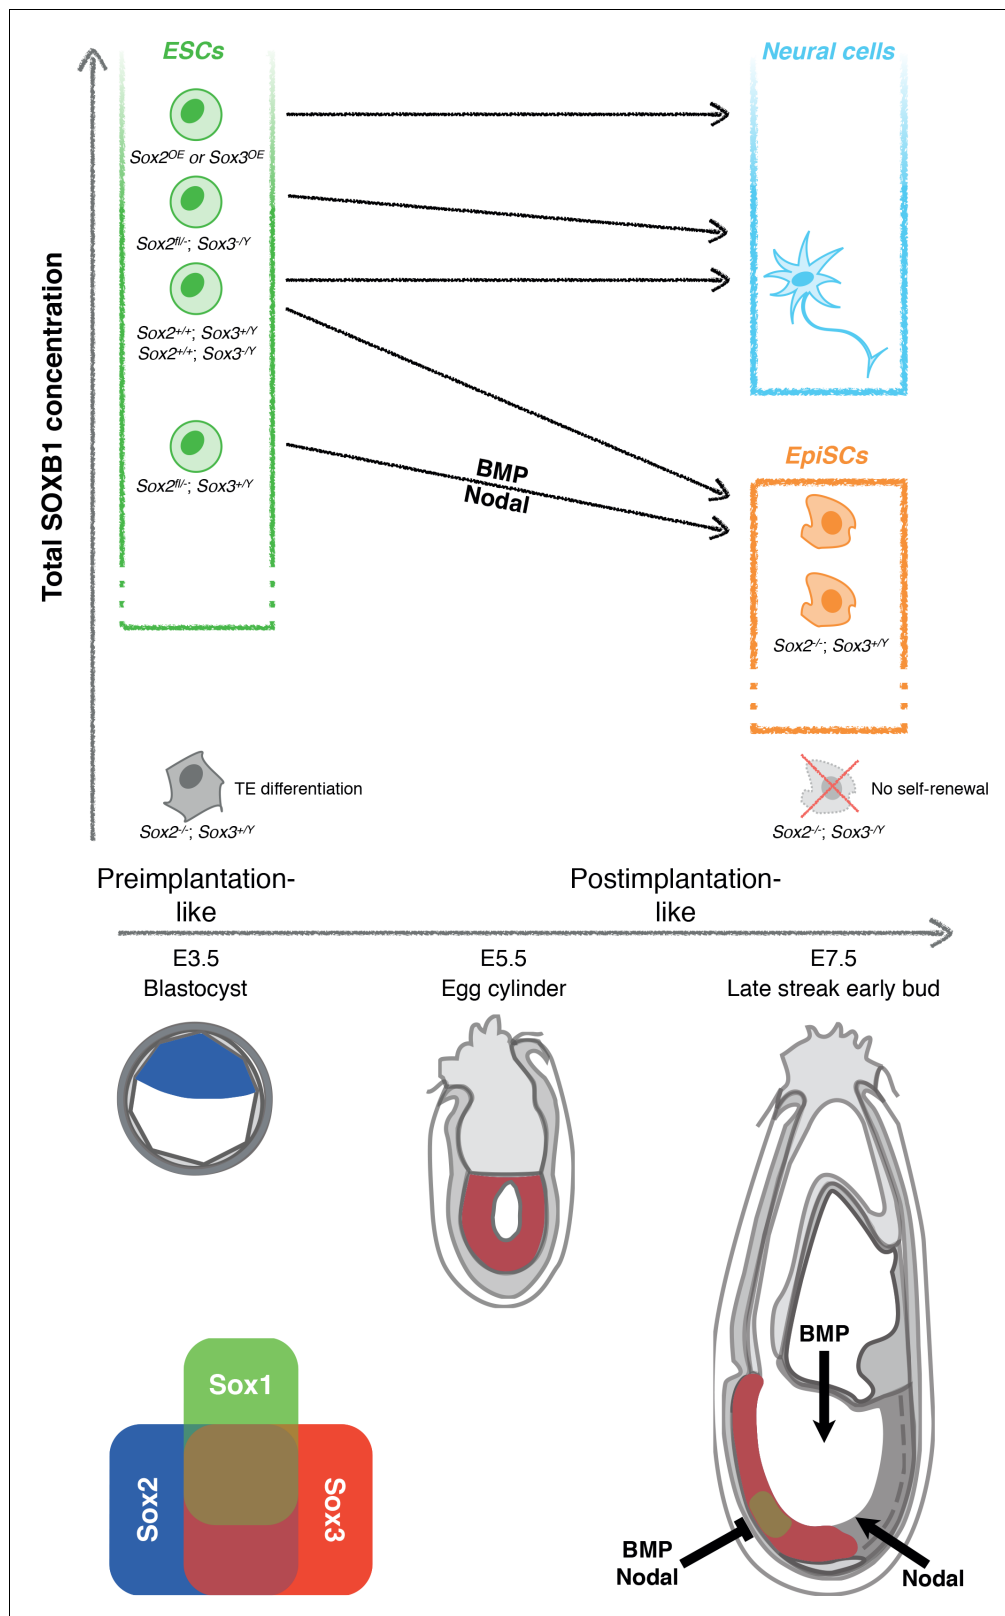 ESCs
Neural cells
Sox2OE or Sox3OE
Sox2fl/-; Sox3-/Y
Sox2+/+; Sox3+/Y
Sox2+/+; Sox3-/Y
Total SOXB1 concentration
EpiSCs
BMP
Nodal
Sox2fl/-; Sox3+/Y
Sox2-/-; Sox3+/Y
TE differentiation
No self-renewal
Sox2-/-; Sox3+/Y
Sox2-/-; Sox3-/Y
Preimplantation-
like
Postimplantation-
like
E3.5
Blastocyst
E5.5
Egg cylinder
E7.5
Late streak early bud
BMP
Sox1
Sox2
Sox3
BMP
Nodal
Nodal